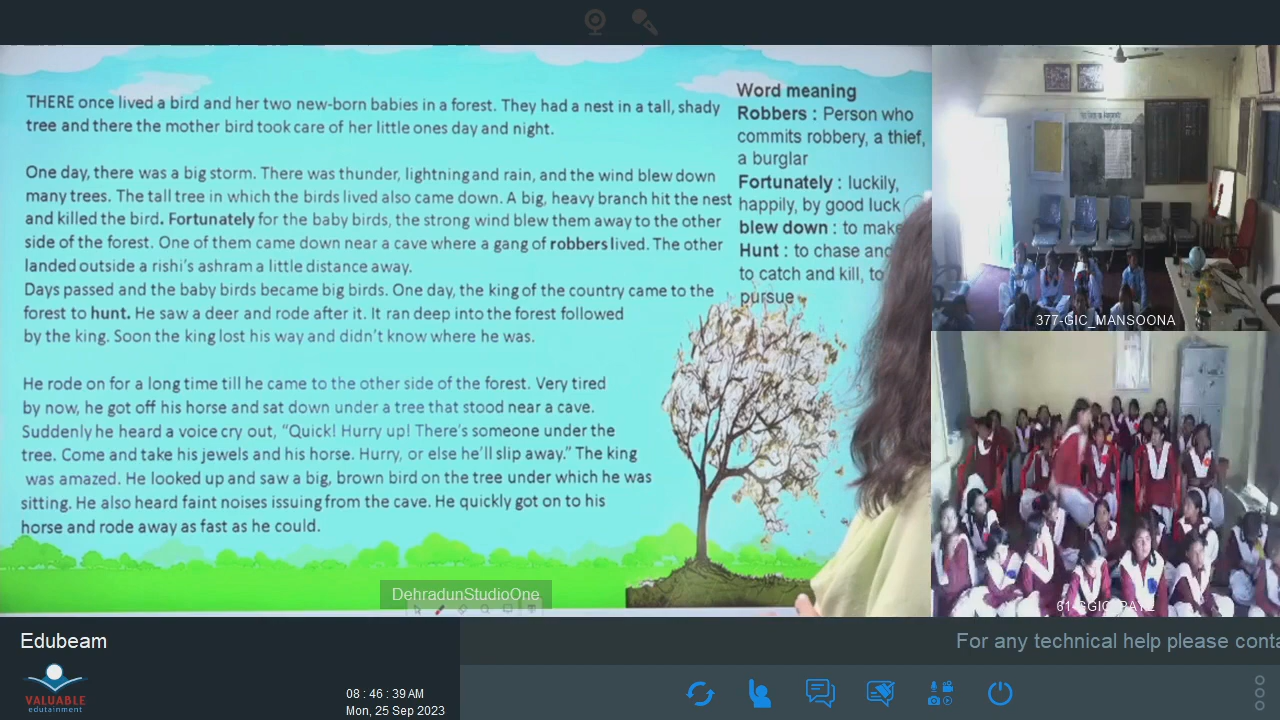 THERE once lived a bird and her two new-born babies in a forest. They had a nest in a tall, shady
tree and there the mother bird took care of her little ones day and night.
One day, there was a big storm. There was thunder, lightning and rain, and the wind blew down
many trees. The tall tree in which the birds lived also came down. A big, heavy branch hit the nest
and killed the bird. Fortunately for the baby birds, the strong wind blew them away to the other
side of the forest. One of them came down near a cave where a gang of robbers lived. The other
landed outside a rishi's ashram a little distance away.
Days passed and the baby birds became big birds. One day, the king of the country came to the
forest to hunt. He saw a deer and rode after it. It ran deep into the forest followed
by the king. Soon the king lost his way and didn't know where he was.
He rode on for a long time till he came to the other side of the forest. Very tired
by now, he got off his horse and sat down under a tree that stood near a cave.
Suddenly he heard a voice cry out, "Quick! Hurry up! There's someone under the
tree. Come and take his jewels and his horse. Hurry, or else he'll slip away." The king
was amazed. He looked up and saw a big, brown bird on the tree under which he was
sitting. He also heard faint noises issuing from the cave. He quickly got on to his
horse and rode away as fast as he could.
Word meaning
Robbers : Person who
commits robbery, a thief,
a burglar
Fortunately : luckily,
happily, by good luck
blew down : to make
Hunt : to chase and
to catch and kill, to
pursue
377-GIC_MANSOONA
DehradunStudioOne
Edubeam
For any technical help please conta
VALUABLE
edutainment
08 : 46 : 39 AM
Mon, 25 Sep 2023